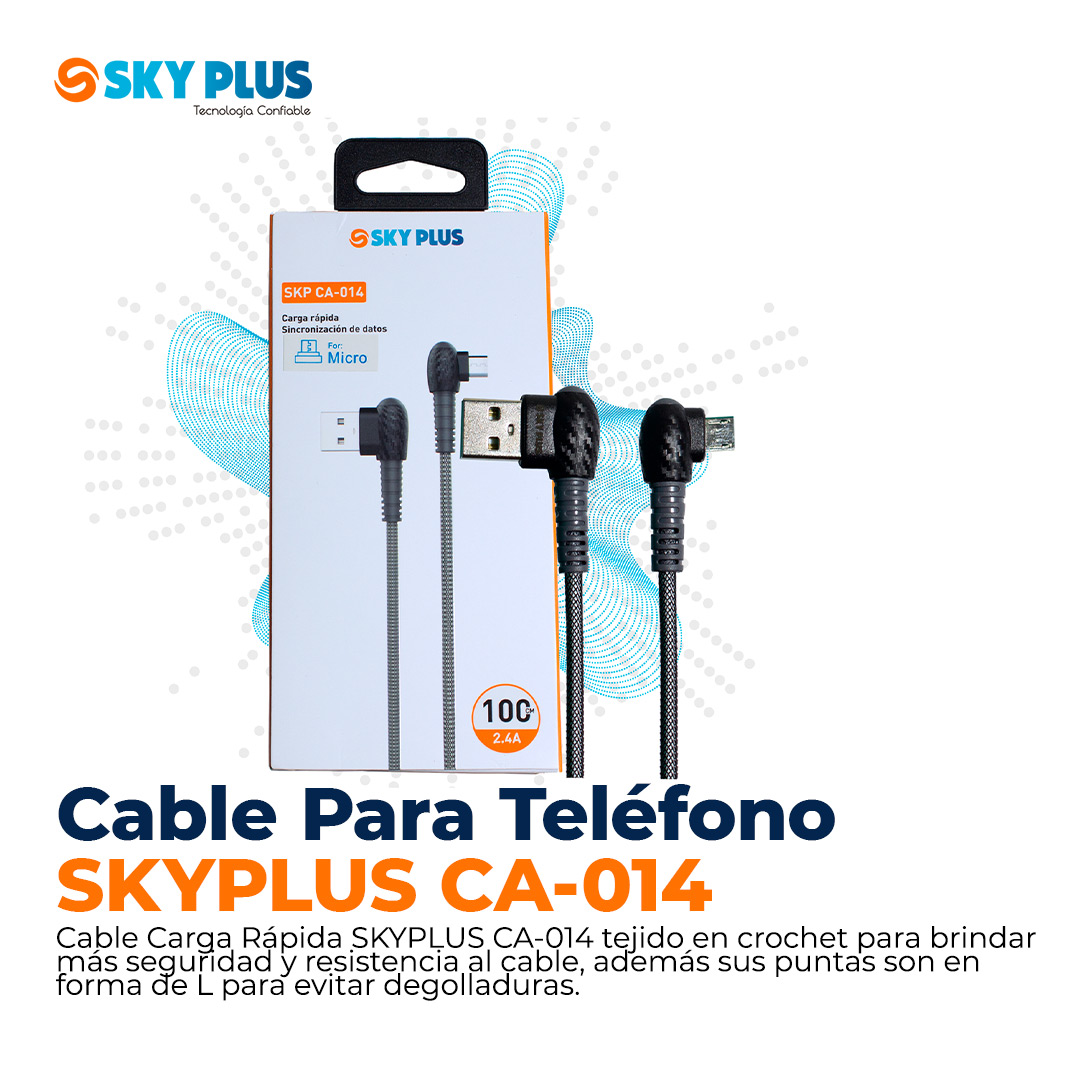 SKY PLUS
Tecnología Confiable
SKY PLUS
SKP CA-014
Carga rápida
Sincronización de datos
For:
Micro
100 CM
2.4A
Cable Para Teléfono
SKYPLUS CA-014
Cable Carga Rápida SKYPLUS CA-014 tejido en crochet para brindar
más seguridad y resistencia al cable, además sus puntas son en
forma de L para evitar degolladuras.